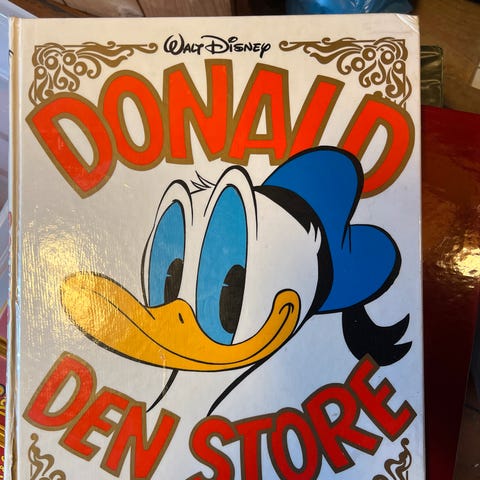 WALT DISNEY
DONALD
DEN STORE